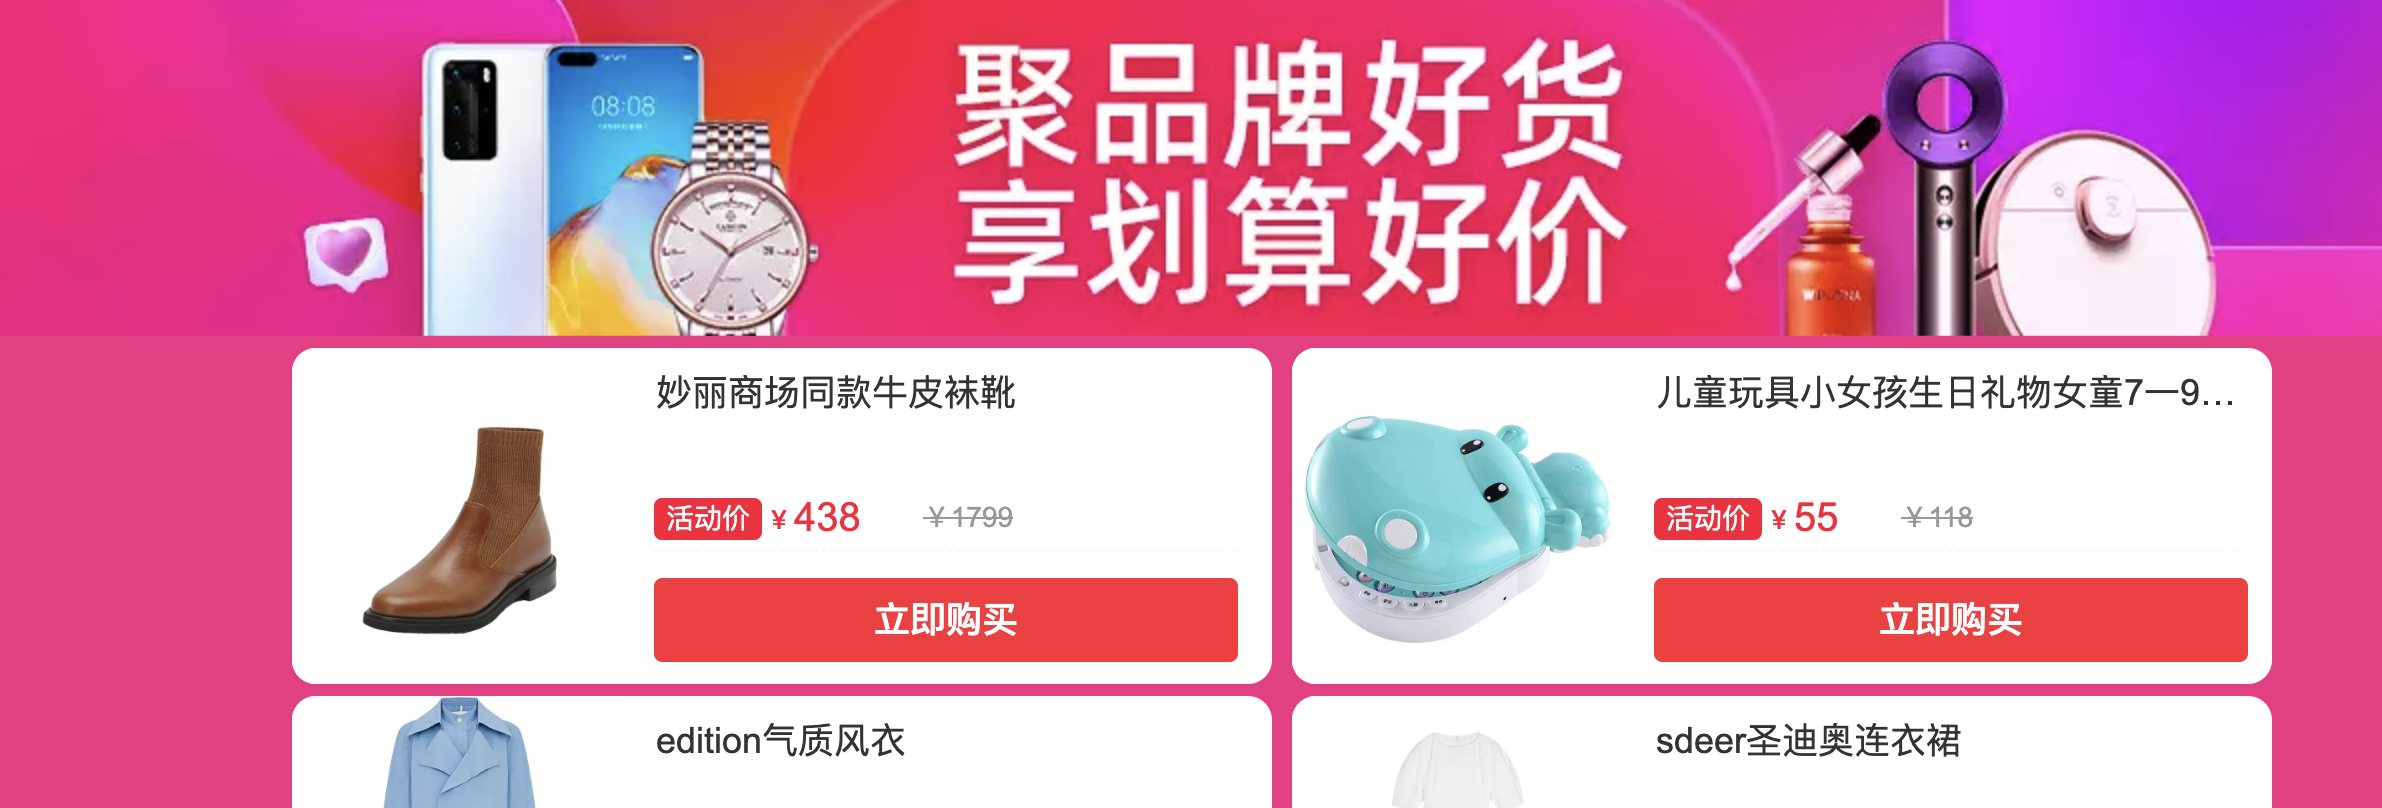 聚品牌好货
享划算好价
08:08
妙丽商场同款牛皮袜靴
活动价 ¥ 438 ¥ 1799
立即购买
儿童玩具小女孩生日礼物女童7一9...
活动价 ¥ 55 ¥ 118
立即购买
edition气质风衣
sdeer圣迪奥连衣裙